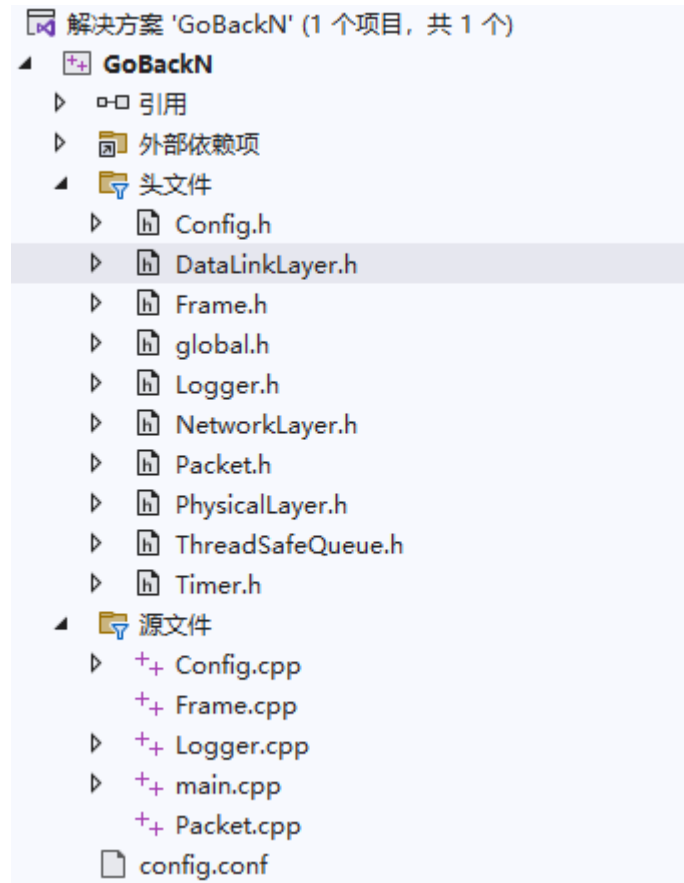 解决方案 'GoBackN' (1 个项目，共 1 个)
GoBackN
引用
外部依赖项
头文件
Config.h
DataLinkLayer.h
Frame.h
global.h
Logger.h
NetworkLayer.h
Packet.h
PhysicalLayer.h
ThreadSafeQueue.h
Timer.h
源文件
Config.cpp
Frame.cpp
Logger.cpp
main.cpp
Packet.cpp
config.conf